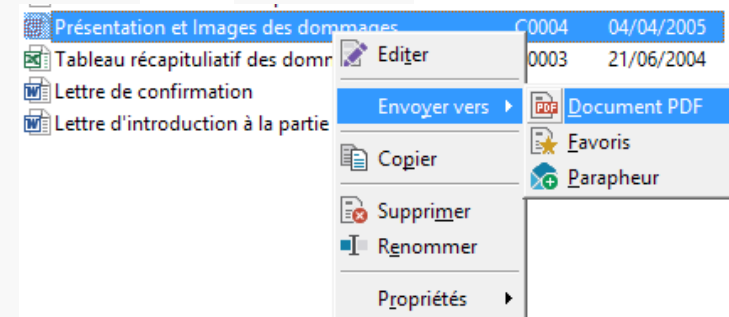 Présentation et Images des dommages C0004 04/04/2005
Tableau récapituliatif des domm 0003 21/06/2004
Lettre de confirmation
Lettre d'introduction à la partie
Editer
Envoyer vers
Copier
Supprimer
Renommer
Propriétés
Document PDF
Favoris
Parapheur